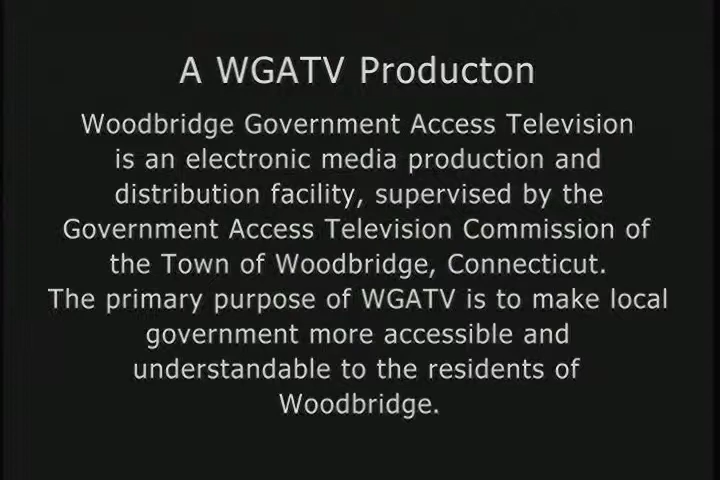 A WGATV Producton
Woodbridge Government Access Television
is an electronic media production and
distribution facility, supervised by the
Government Access Television Commission of
the Town of Woodbridge, Connecticut.
The primary purpose of WGATV is to make local
government more accessible and
understandable to the residents of
Woodbridge.